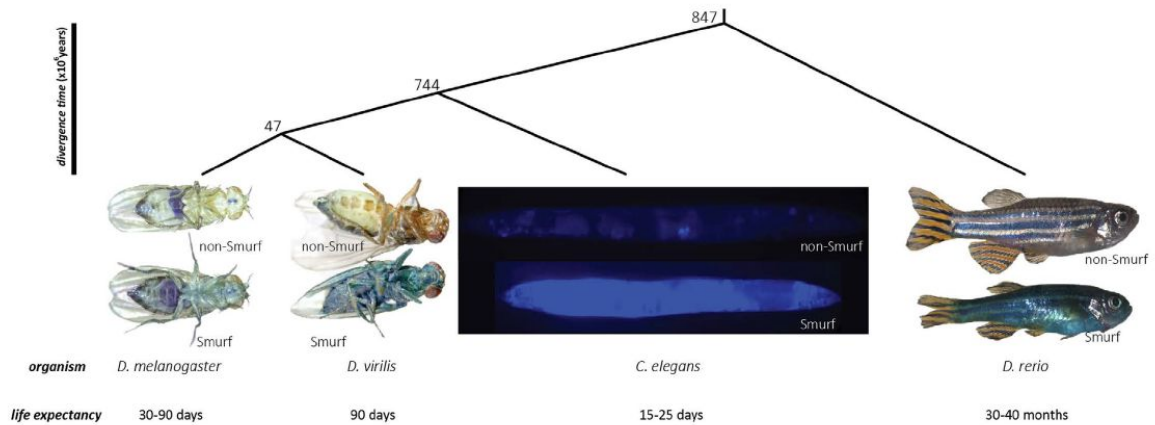 847
divergence time (x10⁶years)
744
47
non-Smurf
non-Smurf
non-Smurf
non-Smurf
Smurf
Smurf
Smurf
Smurf
organism D. melanogaster D. virilis C. elegans D. rerio
life expectancy 30-90 days 90 days 15-25 days 30-40 months